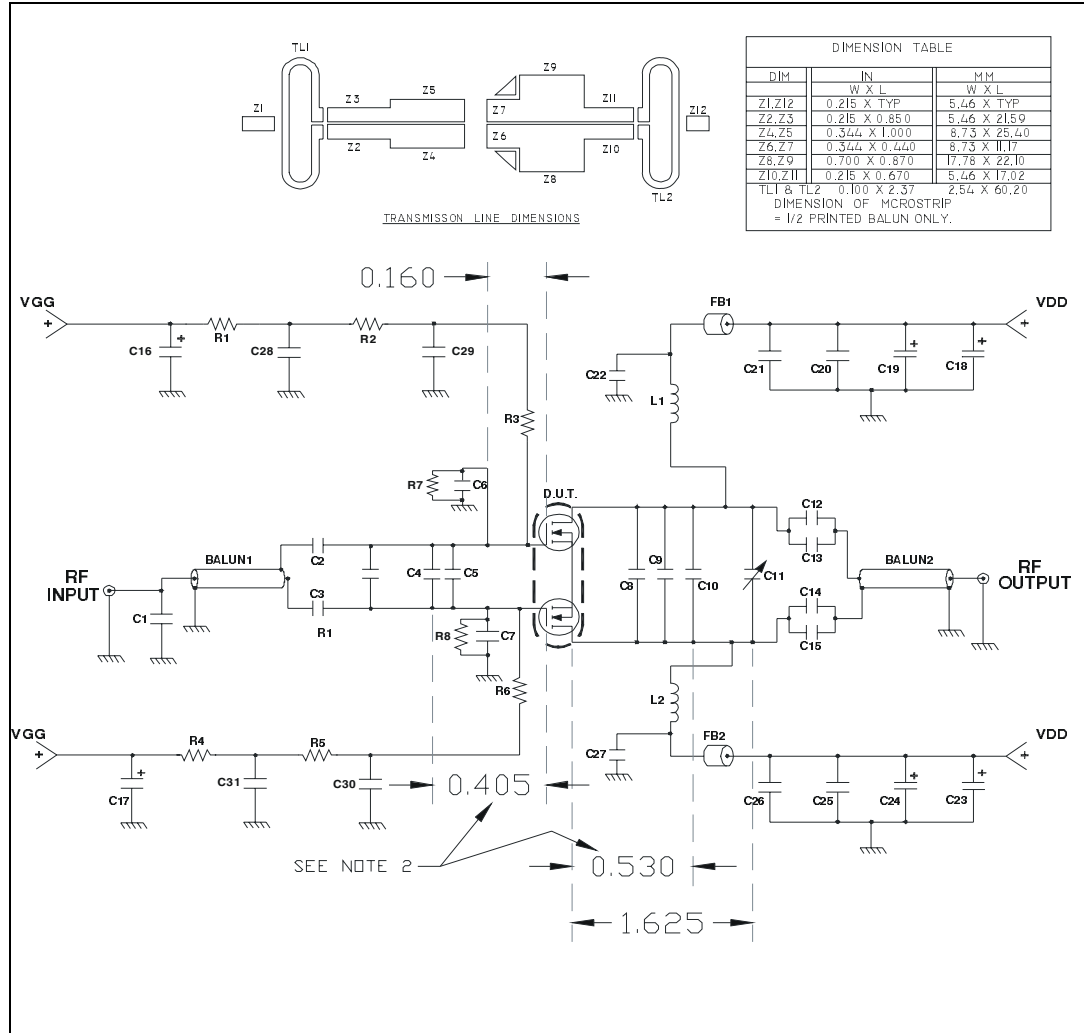 TL1
Z9
Z1
Z3
Z5
Z7
Z11
Z12
Z2
Z4
Z6
Z8
Z10
TL2
TRANSMISSON LINE DIMENSIONS
DIMENSION TABLE
DIM IN MM
W X L W X L
Z1,Z12 0.215 X TYP 5,46 X TYP
Z2,Z3 0.215 X 0.850 5,46 X 21,59
Z4,Z5 0.344 X 1.000 8,73 X 25,40
Z6,Z7 0.344 X 0.440 8,73 X 11,17
Z8,Z9 0.700 X 0.870 17,78 X 22,10
Z10,Z11 0.215 X 0.670 5,46 X 17,02
TL1 & TL2 0.100 X 2.37 2,54 X 60,20
DIMENSION OF MCROSTRIP
= 1/2 PRINTED BALUN ONLY.
0.160
VGG
+
C16
+
R1
C28
R2
C29
R3
FB1
VDD
+
C22
L1
C21
C20
C19
+
C18
+
R7
C6
D.U.T.
C12
C13
RF
INPUT
C1
BALUN1
C2
C3
R1
C4
C5
C8
C9
C10
C11
BALUN2
RF
OUTPUT
C14
C15
R8
C7
R6
L2
VGG
+
C17
+
R4
C31
R5
C30
C27
FB2
VDD
+
C26
C25
C24
+
C23
+
0.405
SEE NOTE 2
0.530
1.625